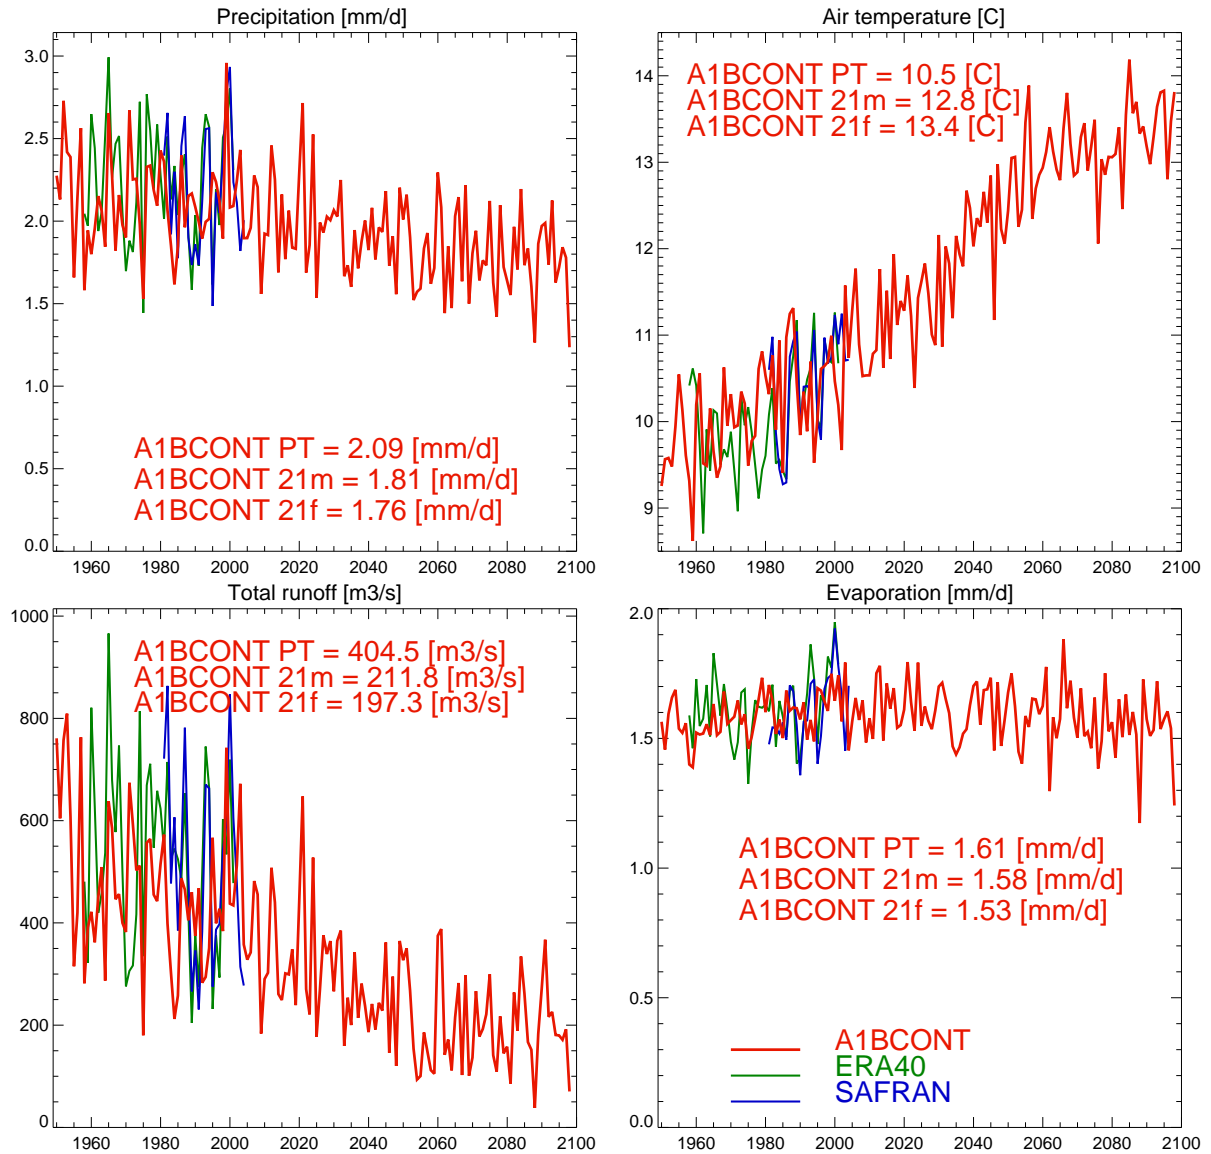 Precipitation [mm/d]
3.0
2.5
2.0
1.5
1.0
0.5
0.0
A1BCONT PT = 2.09 [mm/d]
A1BCONT 21m = 1.81 [mm/d]
A1BCONT 21f = 1.76 [mm/d]
1960 1980 2000 2020 2040 2060 2080 2100
Air temperature [C]
14
13
12
11
10
9
A1BCONT PT = 10.5 [C]
A1BCONT 21m = 12.8 [C]
A1BCONT 21f = 13.4 [C]
1960 1980 2000 2020 2040 2060 2080 2100
Total runoff [m3/s]
1000
800
600
400
200
0
A1BCONT PT = 404.5 [m3/s]
A1BCONT 21m = 211.8 [m3/s]
A1BCONT 21f = 197.3 [m3/s]
1960 1980 2000 2020 2040 2060 2080 2100
Evaporation [mm/d]
2.0
1.5
1.0
0.5
0.0
A1BCONT PT = 1.61 [mm/d]
A1BCONT 21m = 1.58 [mm/d]
A1BCONT 21f = 1.53 [mm/d]
A1BCONT
ERA40
SAFRAN
1960 1980 2000 2020 2040 2060 2080 2100